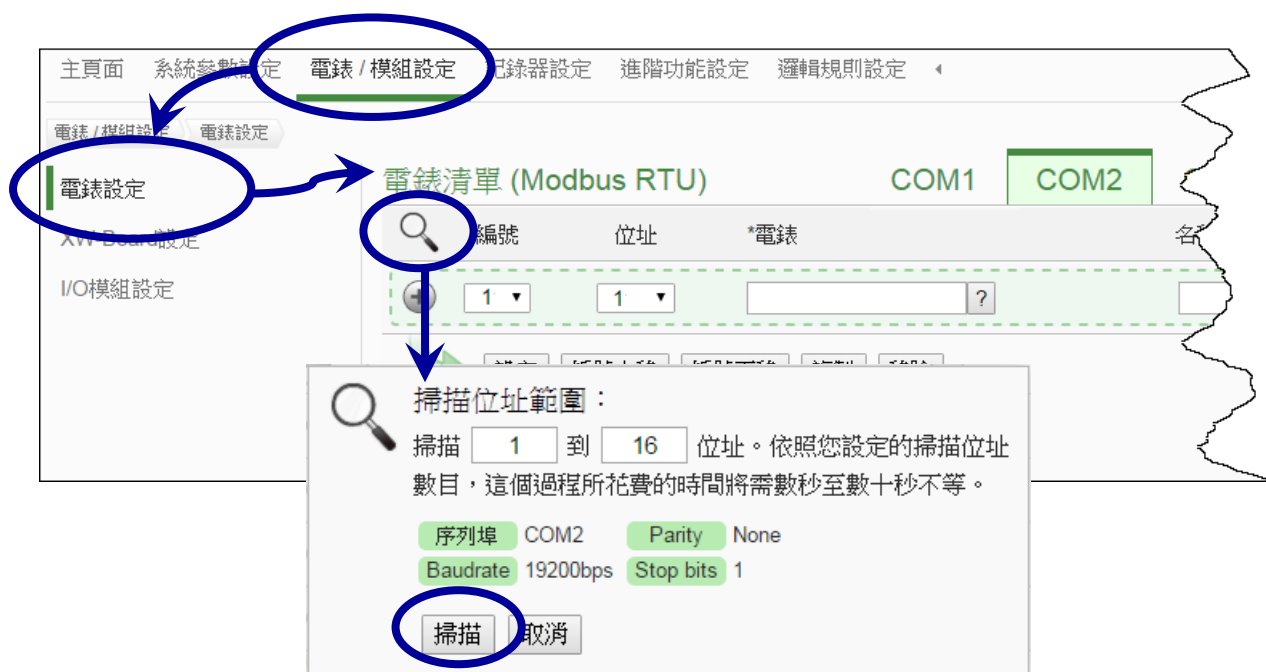 主頁面 系統參數設定 電錶 / 模組設定 記錄器設定 進階功能設定 邏輯規則設定
電錶 / 模組設定 電錶設定
電錶設定
XW-Board設定
I/O模組設定
電錶清單 (Modbus RTU) COM1 COM2
編號 位址 *電錶 名
1 1 ?
掃描位址範圍：
掃描 1 到 16 位址。依照您設定的掃描位址
數目，這個過程所花費的時間將需數秒至數十秒不等。
序列埠 COM2 Parity None
Baudrate 19200bps Stop bits 1
掃描 取消